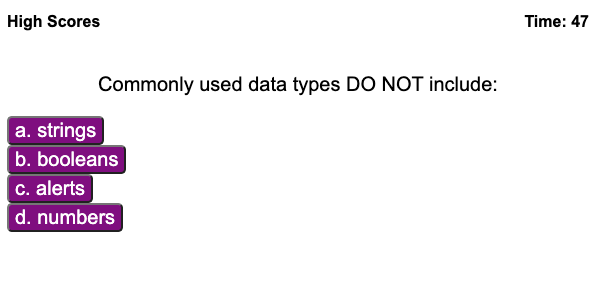 High Scores
Time: 47
Commonly used data types DO NOT include:
a. strings
b. booleans
c. alerts
d. numbers